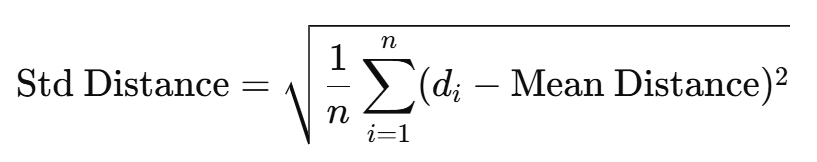 Std Distance = √(1/n ∑_{i=1}^{n} (d_i − Mean Distance)²)